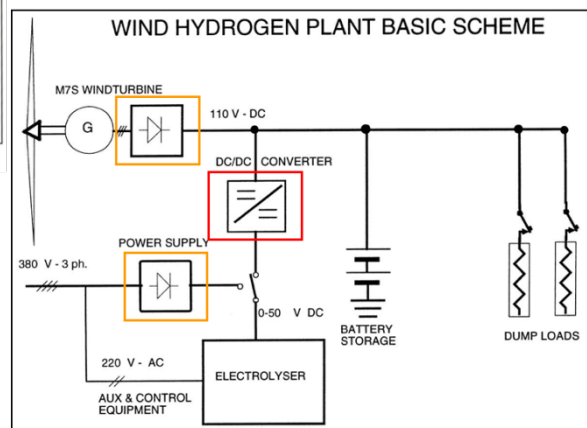 WIND HYDROGEN PLANT BASIC SCHEME
M7S WINDTURBINE
G
110 V - DC
DC/DC CONVERTER
POWER SUPPLY
380 V - 3 ph.
0-50 V DC
BATTERY
STORAGE
DUMP LOADS
220 V - AC
ELECTROLYSER
AUX & CONTROL
EQUIPMENT